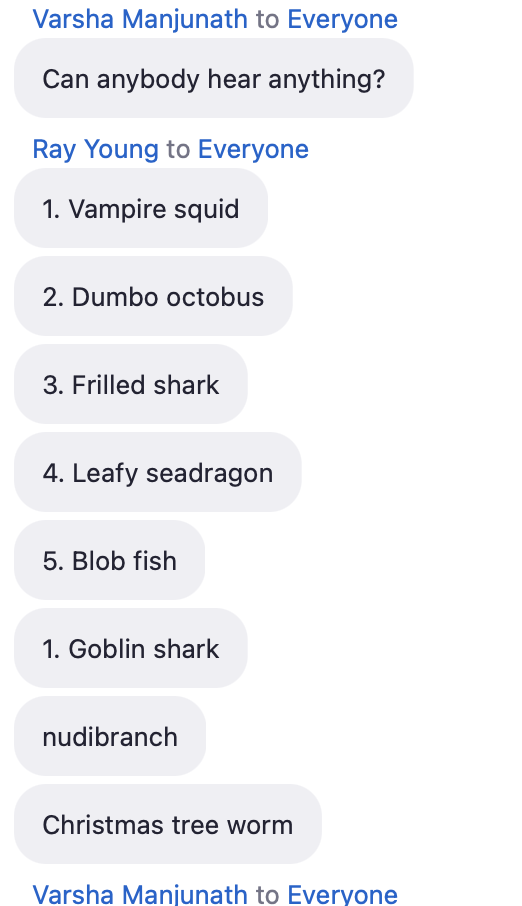 Varsha Manjunath to Everyone
Can anybody hear anything?
Ray Young to Everyone
1. Vampire squid
2. Dumbo octobus
3. Frilled shark
4. Leafy seadragon
5. Blob fish
1. Goblin shark
nudibranch
Christmas tree worm
Varsha Manjunath to Everyone